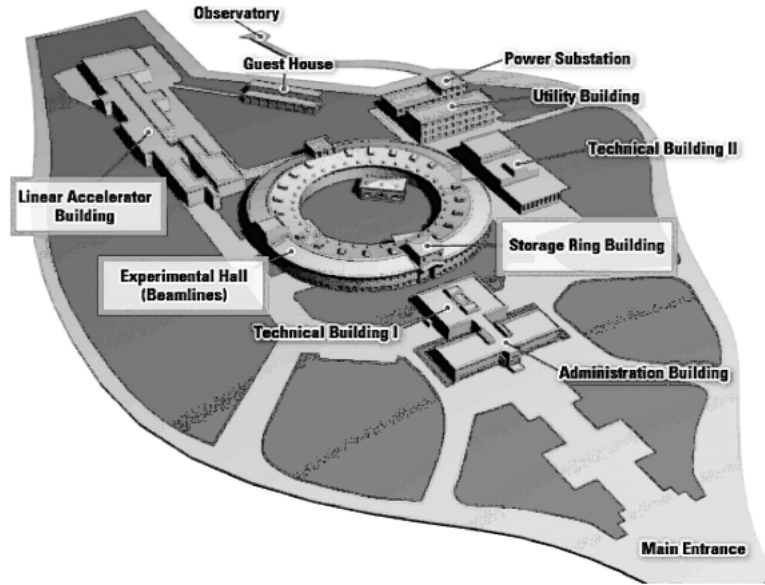 Observatory
Guest House
Power Substation
Utility Building
Technical Building II
Linear Accelerator
Building
Storage Ring Building
Experimental Hall
(Beamlines)
Technical Building I
Administration Building
Main Entrance